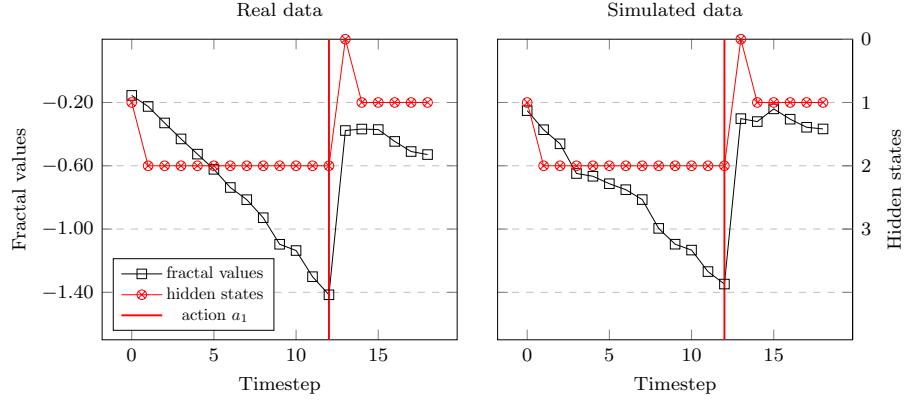 Real data
Simulated data
Fractal values
−0.20
−0.60
−1.00
−1.40
fractal values
hidden states
action a₁
0
5
10
15
Timestep
0
5
10
15
Timestep
0
1
2
3
Hidden states